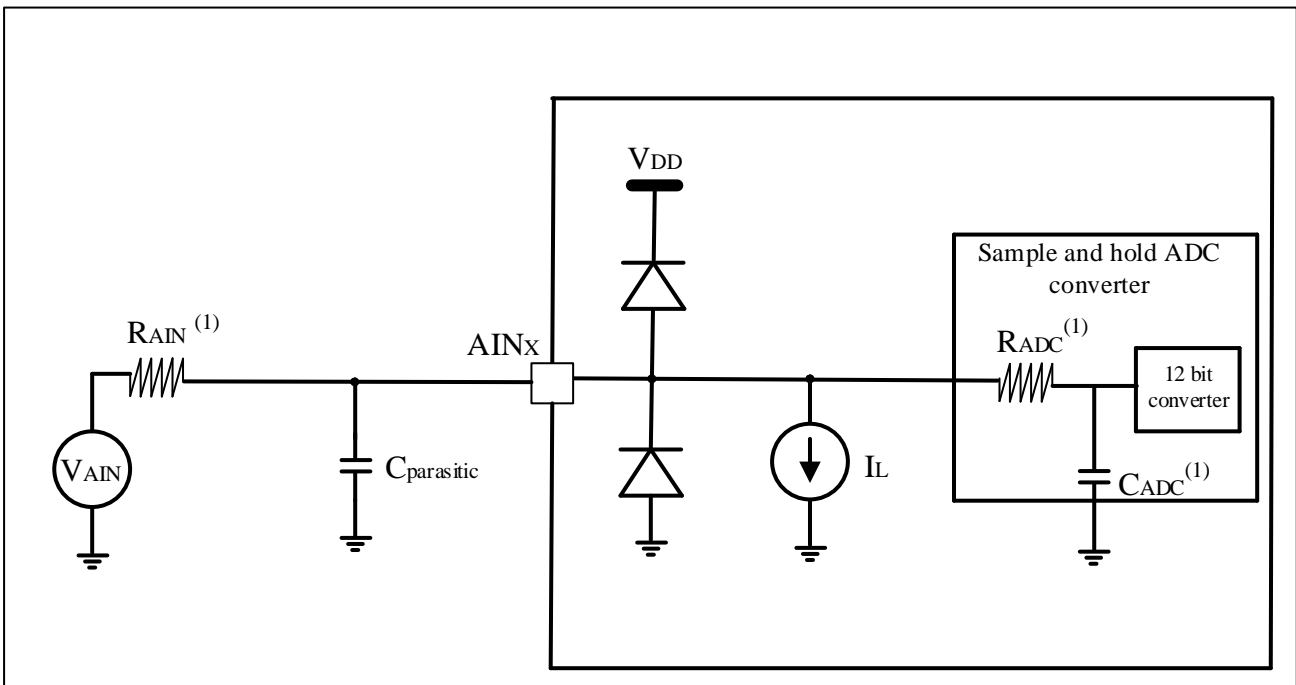 VDD
Sample and hold ADC
converter
RAIN (1)
AINX
RADC(1)
12 bit
converter
VAIN
Cparasitic
IL
CADC(1)